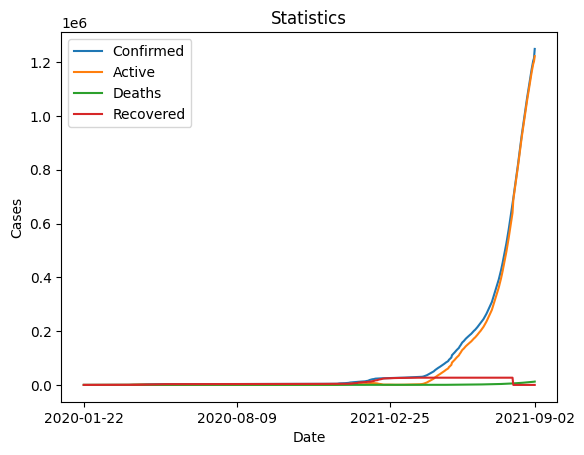 Statistics
1e6
Confirmed
Active
Deaths
Recovered
1.2
1.0
0.8
0.6
0.4
0.2
0.0
Cases
2020-01-22
2020-08-09
2021-02-25
2021-09-02
Date